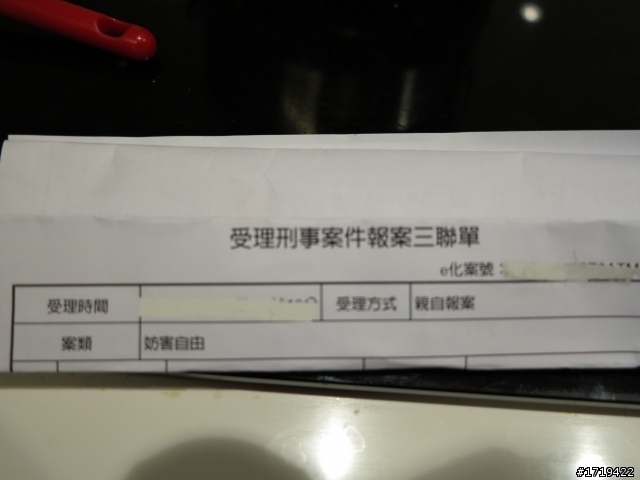 受理刑事案件報案三聯單
e化案號：
受理時間 受理方式 親自報案
案類 妨害自由
#1719422